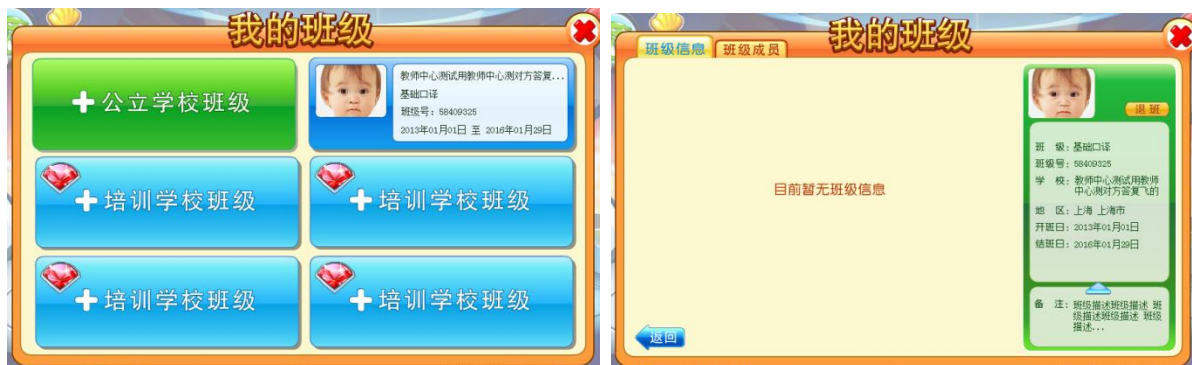 我的班级
公立学校班级
教师中心测试用教师中心测对方答复...
基础口译
班级号：58409325
2013年01月01日 至 2016年01月29日
培训学校班级
培训学校班级
培训学校班级
培训学校班级
我的班级
班级信息
班级成员
目前暂无班级信息
返回
退班
班 级：基础口译
班级号：58409325
学 校：教师中心测试用教师
中心测对方答复飞的
地 区：上海 上海市
开班日：2013年01月01日
结班日：2016年01月29日
备 注：班级描述班级描述 班
级描述班级描述 班级
描述...